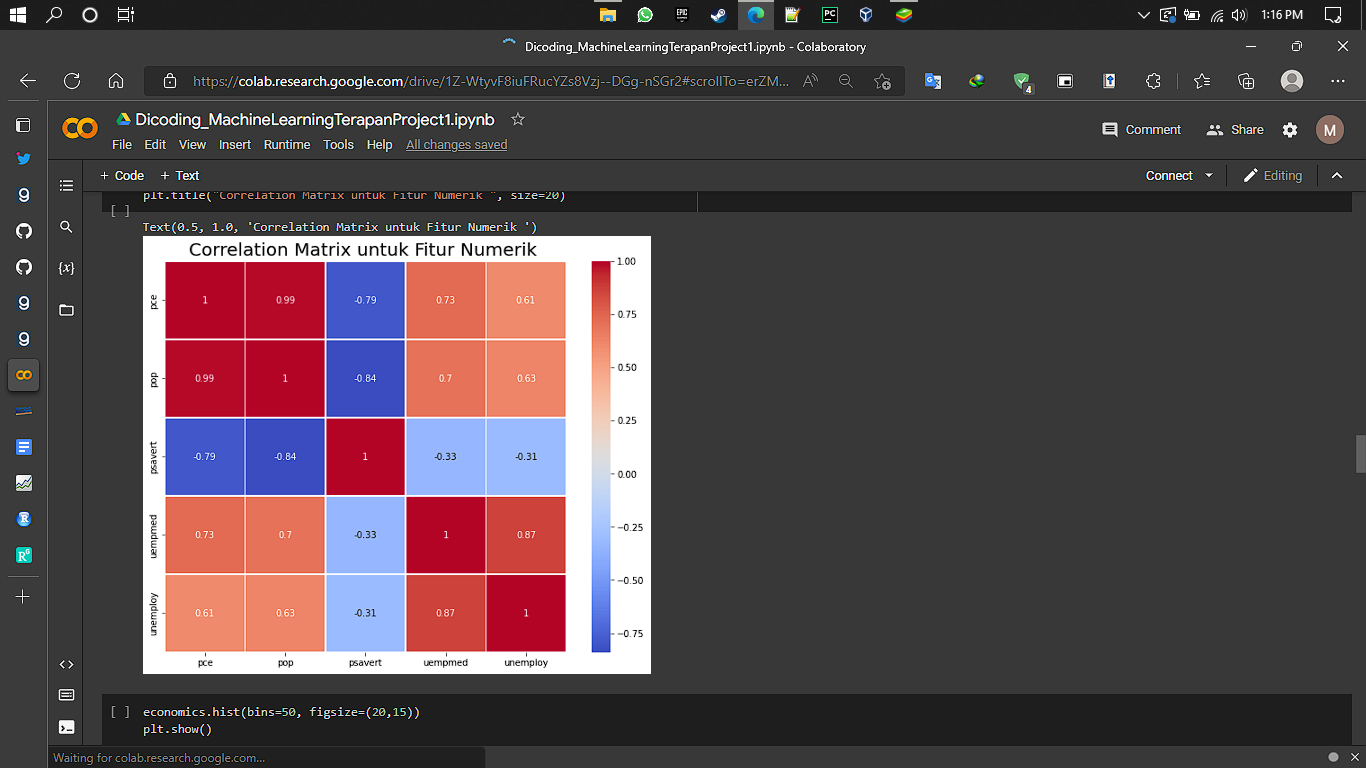 1:16 PM
Dicoding_MachineLearningTerapanProject1.ipynb - Colaboratory
https://colab.research.google.com/drive/1Z-WtyvF8iuFRucYZs8Vzj--DGg-nSGr2#scrollTo=erZM...
4
Dicoding_MachineLearningTerapanProject1.ipynb
File Edit View Insert Runtime Tools Help All changes saved
Comment Share M
+ Code + Text
Connect Editing
plt.title("Correlation Matrix untuk Fitur Numerik ", size=20)
[ ]
Text(0.5, 1.0, 'Correlation Matrix untuk Fitur Numerik ')
Correlation Matrix untuk Fitur Numerik
pce 1 0.99 -0.79 0.73 0.61
pop 0.99 1 -0.84 0.7 0.63
psavert -0.79 -0.84 1 -0.33 -0.31
uempmed 0.73 0.7 -0.33 1 0.87
unemploy 0.61 0.63 -0.31 0.87 1
pce pop psavert uempmed unemploy
1.00
0.75
0.50
0.25
0.00
−0.25
−0.50
−0.75
[ ] economics.hist(bins=50, figsize=(20,15))
plt.show()
Waiting for colab.research.google.com...